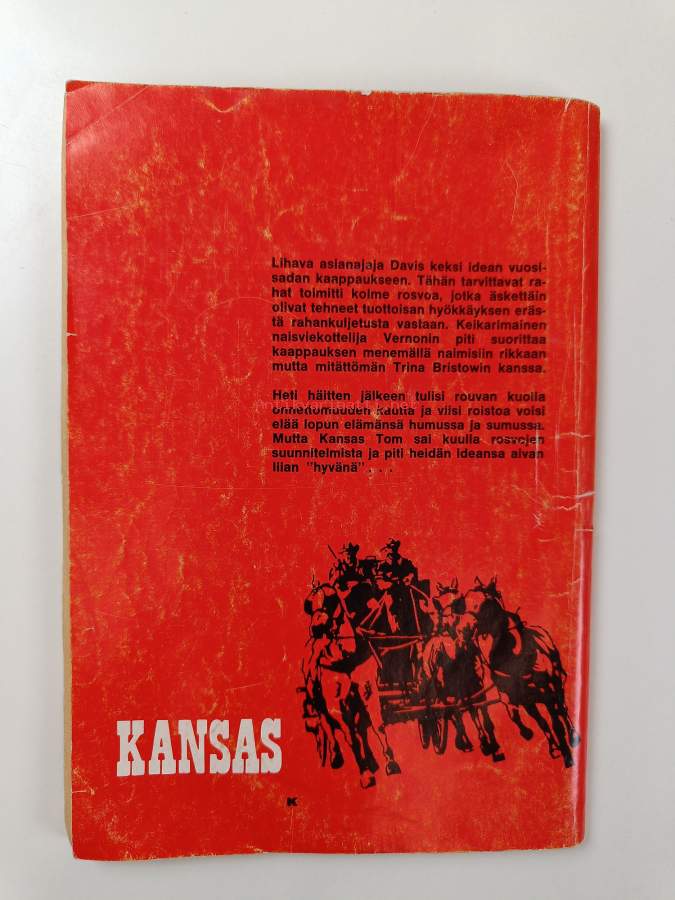 Lihava asianajaja Davis keksi idean vuosi-
sadan kaappaukseen. Tähän tarvittavat ra-
hat toimitti kolme rosvoa, jotka äskettäin
olivat tehneet tuottoisan hyökkäyksen eräs-
tä rahankuljetusta vastaan. Keikarimainen
naisviekottelija Vernonin piti suorittaa
kaappauksen menemällä naimisiin rikkaan
mutta mitättömän Trina Bristowin kanssa.
Heti häitten jälkeen tulisi rouvan kuolla
onnettomuuden kautta ja viisi roistoa voisi
elää lopun elämänsä humussa ja sumussa.
Mutta Kansas Tom sai kuulla rosvojen
suunnitelmista ja piti heidän ideansa aivan
liian "hyvänä" . . .
KANSAS
K